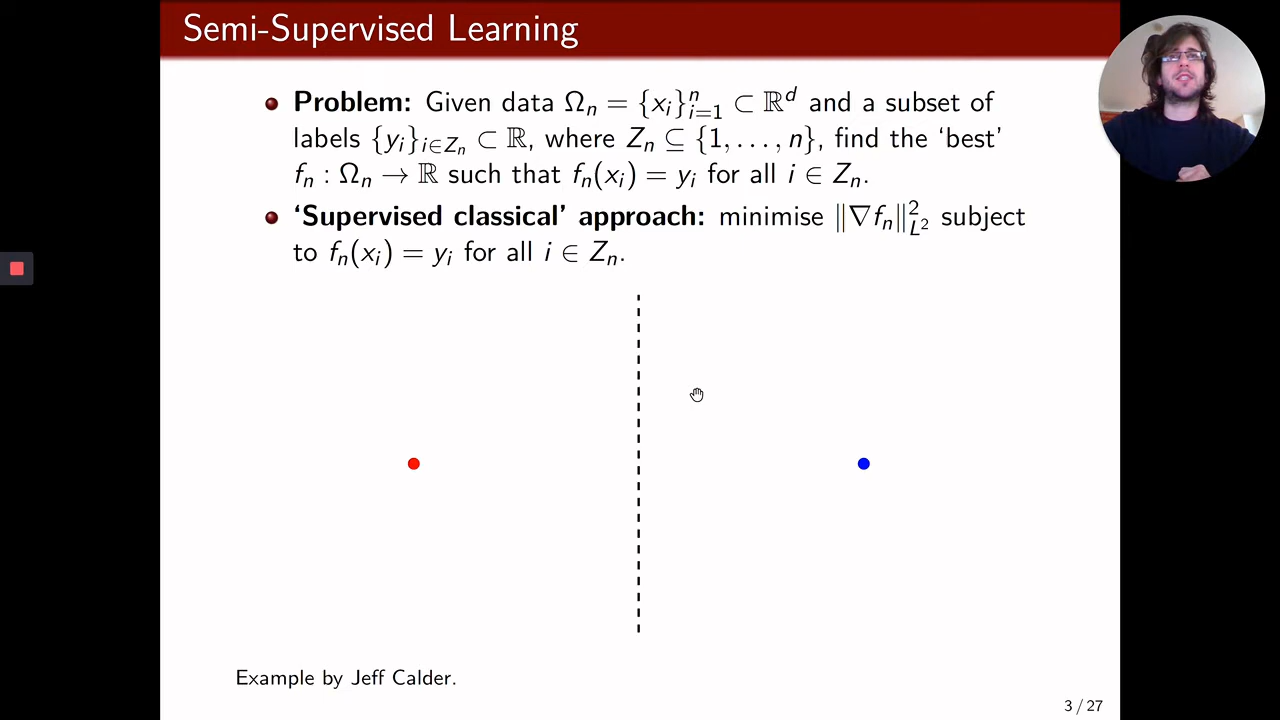 Semi-Supervised Learning
Problem: Given data Ωₙ = {xᵢ}ⁿᵢ₌₁ ⊂ ℝᵈ and a subset of
labels {yᵢ}_{i∈Zₙ} ⊂ ℝ, where Zₙ ⊆ {1, . . . , n}, find the ‘best’
fₙ : Ωₙ → ℝ such that fₙ(xᵢ) = yᵢ for all i ∈ Zₙ.
‘Supervised classical’ approach: minimise ‖∇fₙ‖²_{L²} subject
to fₙ(xᵢ) = yᵢ for all i ∈ Zₙ.
Example by Jeff Calder.
3 / 27